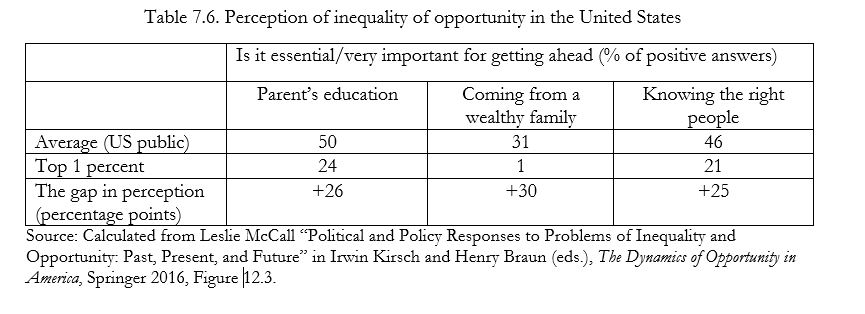 Table 7.6. Perception of inequality of opportunity in the United States
Is it essential/very important for getting ahead (% of positive answers)
Parent's education Coming from a wealthy family Knowing the right people
Average (US public) 50 31 46
Top 1 percent 24 1 21
The gap in perception (percentage points) +26 +30 +25
Source: Calculated from Leslie McCall "Political and Policy Responses to Problems of Inequality and
Opportunity: Past, Present, and Future" in Irwin Kirsch and Henry Braun (eds.), The Dynamics of Opportunity in
America, Springer 2016, Figure 12.3.